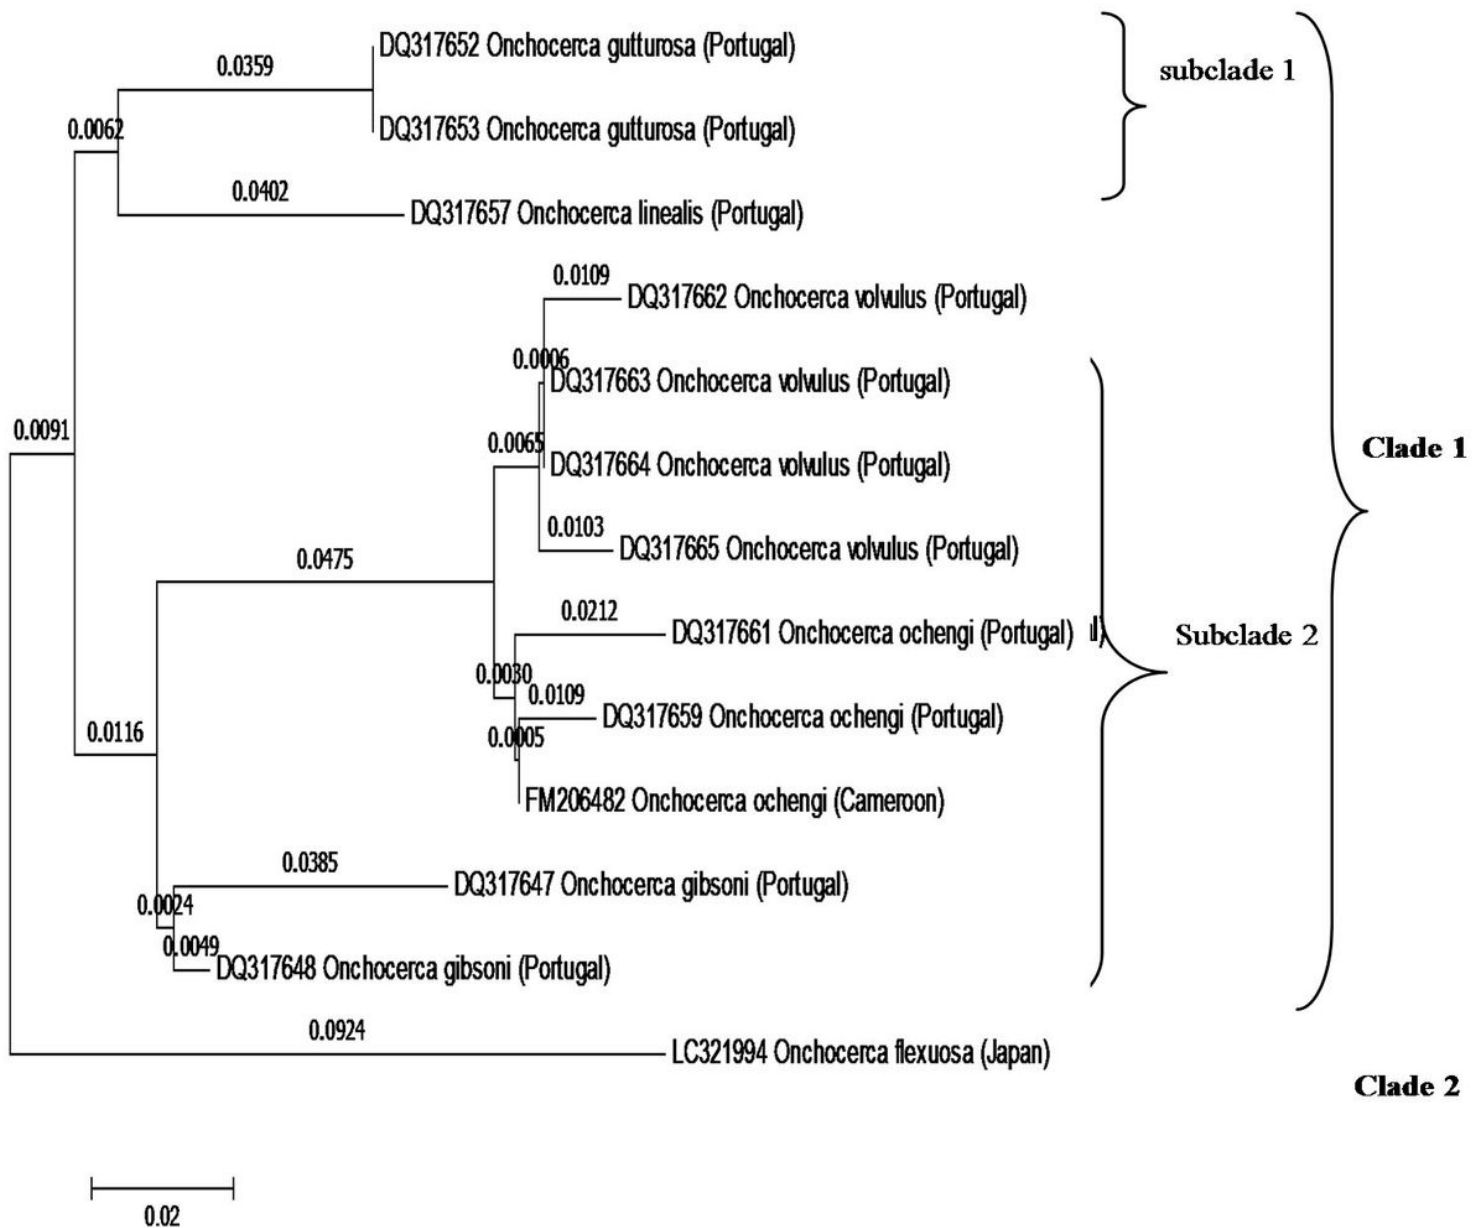 DQ317652 Onchocerca gutturosa (Portugal)
subclade 1
0.0359
0.0062
DQ317653 Onchocerca gutturosa (Portugal)
0.0402
DQ317657 Onchocerca linealis (Portugal)
0.0109
DQ317662 Onchocerca volvulus (Portugal)
0.0006
DQ317663 Onchocerca volvulus (Portugal)
0.0091
Clade 1
0.0065
DQ317664 Onchocerca volvulus (Portugal)
0.0103
DQ317665 Onchocerca volvulus (Portugal)
0.0475
0.0212
DQ317661 Onchocerca ochengi (Portugal) l)
Subclade 2
0.0030
0.0109
DQ317659 Onchocerca ochengi (Portugal)
0.0116
0.0005
FM206482 Onchocerca ochengi (Cameroon)
0.0385
DQ317647 Onchocerca gibsoni (Portugal)
0.0024
0.0049
DQ317648 Onchocerca gibsoni (Portugal)
0.0924
LC321994 Onchocerca flexuosa (Japan)
Clade 2
0.02